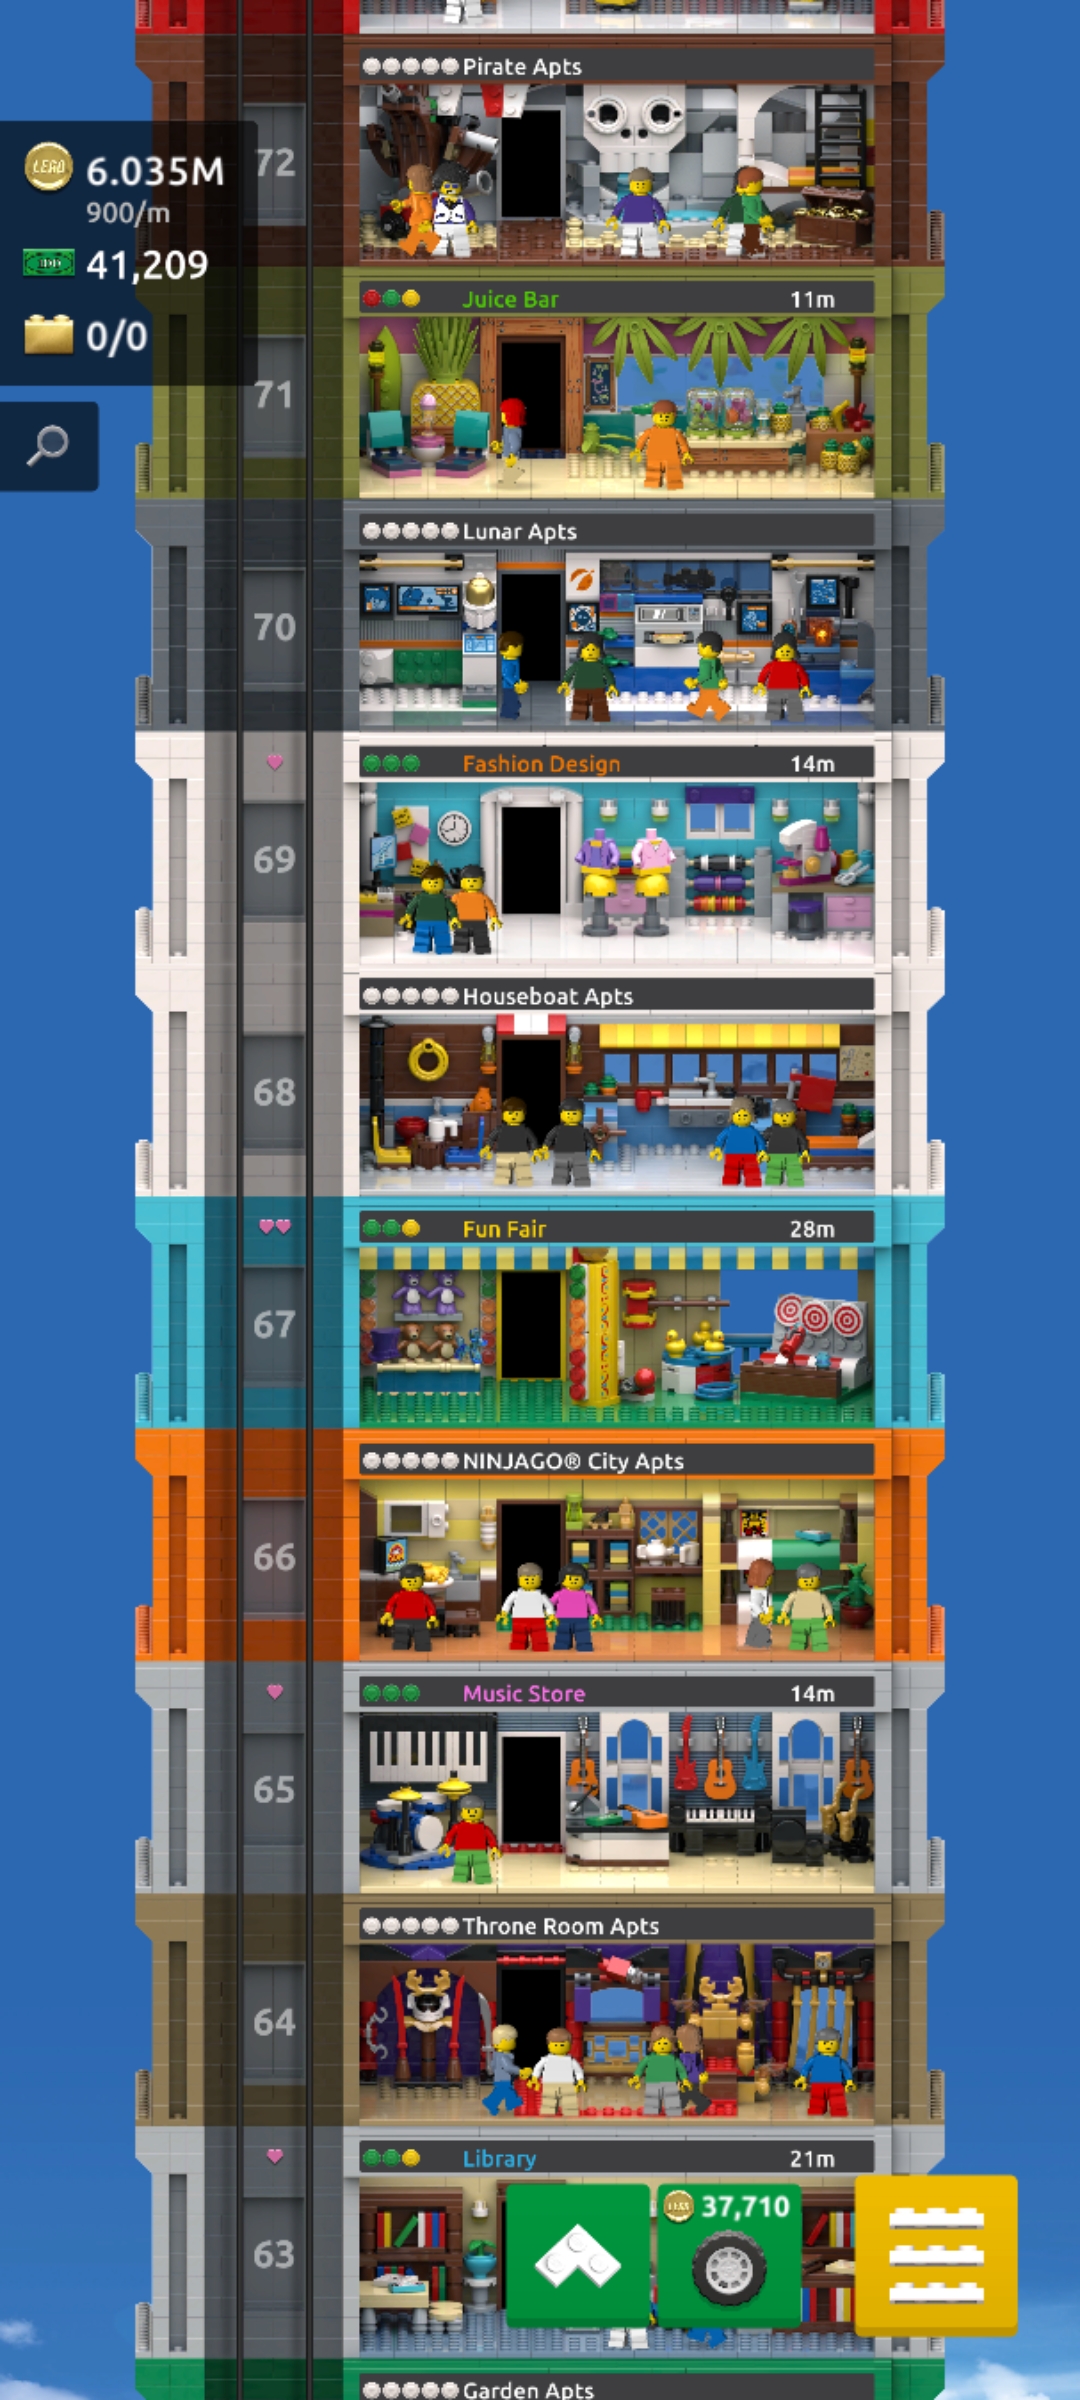 Pirate Apts
72
LEGO 6.035M
900/m
41,209
0/0
Juice Bar 11m
71
Lunar Apts
70
Fashion Design 14m
69
Houseboat Apts
68
Fun Fair 28m
67
NINJAGO® City Apts
66
Music Store 14m
65
Throne Room Apts
64
Library 21m
63
37,710
Garden Apts